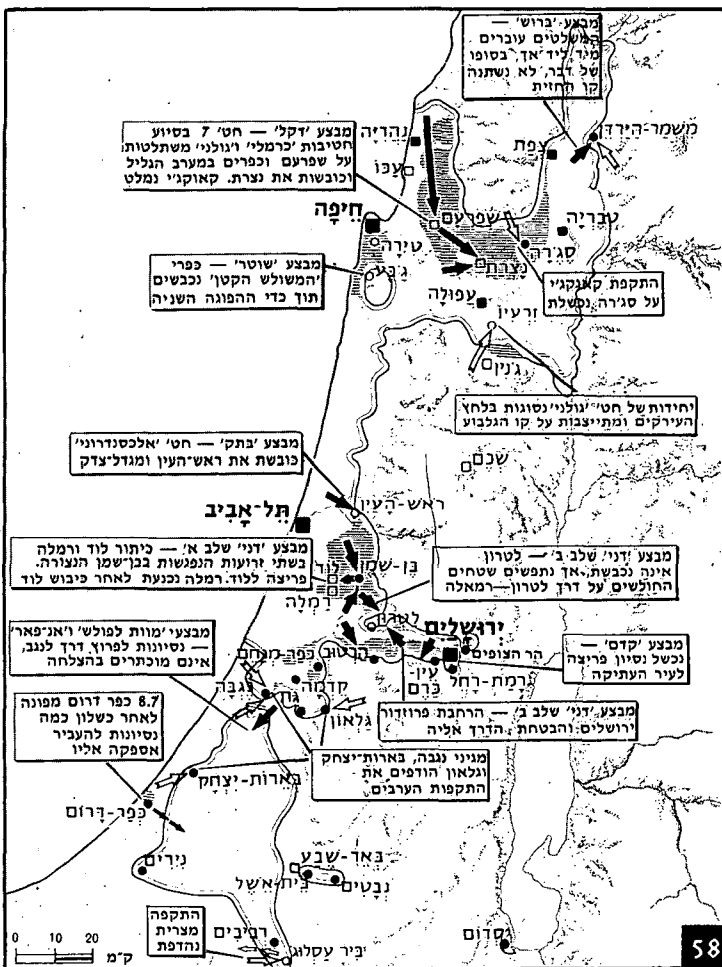 מבצע 'ברוש' —
המשלטים עוברים
מיד ליד אך, בסופו
של דבר, לא נשתנה
קו החזית
משמר-הירדן
מבצע 'דקל' — חט' 7 בסיוע
חטיבות 'כרמלי' ו'גולני' משתלטות
על שפרעם וכפרים במערב הגליל
וכובשות את נצרת. קאוקג'י נמלט
נהריה
עכו
צפת
חיפה
שפרעם
טבריה
טירה
סג'רה
נצרת
ג'בע
מבצע 'שוטר' — כפרי
'המשולש הקטן' נכבשים
תוך כדי ההפוגה השניה
התקפת קאוקג'י
על סג'רה נכשלת
עפולה
זרעין
ג'נין
יחידות של חט' 'גולני' נסוגות בלחץ
העירקים ומתייצבות על קו הגלבוע
מבצע 'בתק' — חט' 'אלכסנדרוני'
כובשת את ראש-העין ומגדל-צדק
שכם
ראש-העין
תל-אביב
מבצע 'דני' שלב א' — כיתור לוד ורמלה
בשתי זרועות הנפגשות בבן-שמן הנצורה.
פריצה ללוד. רמלה נכנעת לאחר כיבוש לוד
בן-שמן
לוד
רמלה
מבצע 'דני' שלב ב' — לטרון
אינה נכבשת, אך נתפשים שטחים
החולשים על דרך לטרון—רמאלה
לטרון
ירושלים
הר הצופים
מבצע 'קדם' —
נכשל נסיון פריצה
לעיר העתיקה
מבצעי 'מוות לפולש' ו'אנ-פאר'
— נסיונות לפרוץ דרך לנגב,
אינם מוכתרים בהצלחה
הרטוב
כפר מנחם
עין-
כרם
רמת-רחל
מבצע 'דני' שלב ב' — הרחבת פרוזדור
ירושלים והבטחת הדרך אליה
נגבה
קדמה
גת
גלאון
8.7 כפר דרום מפונה
לאחר כשלון כמה
נסיונות להעביר
אספקה אליו
מגיני נגבה, בארות-יצחק
וגלאון הודפים את
התקפות הערבים
בארות-יצחק
כפר-דרום
נירים
באר-שבע
בית-אשל
נבטים
התקפה
מצרית
נהדפת
רביבים
ביר עסלוג'
סדום
0 10 20
ק"מ
58